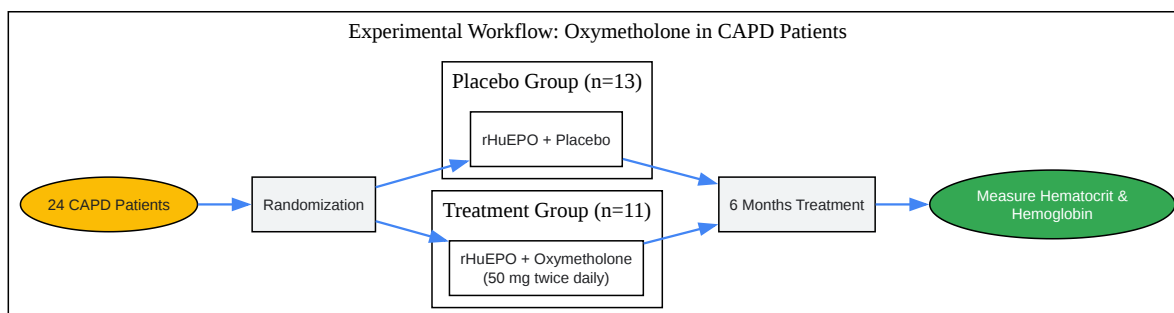 Experimental Workflow: Oxymetholone in CAPD Patients
Placebo Group (n=13)
rHuEPO + Placebo
24 CAPD Patients
Randomization
Treatment Group (n=11)
rHuEPO + Oxymetholone
(50 mg twice daily)
6 Months Treatment
Measure Hematocrit &
Hemoglobin